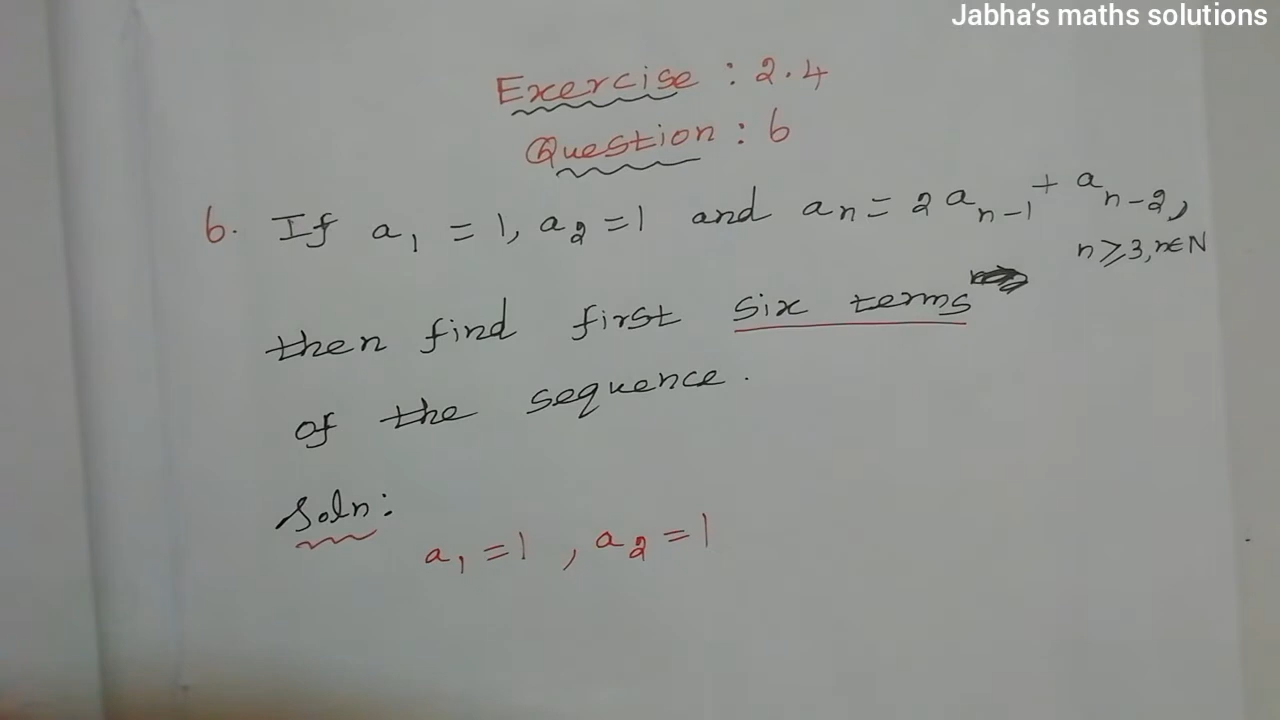 Jabha's maths solutions
Exercise : 2.4
Question : 6
6. If a₁ = 1, a₂ = 1 and aₙ = 2aₙ₋₁ + aₙ₋₂,
n ≥ 3, n ∈ N
then find first six terms
of the sequence.
Soln:
a₁ = 1, a₂ = 1